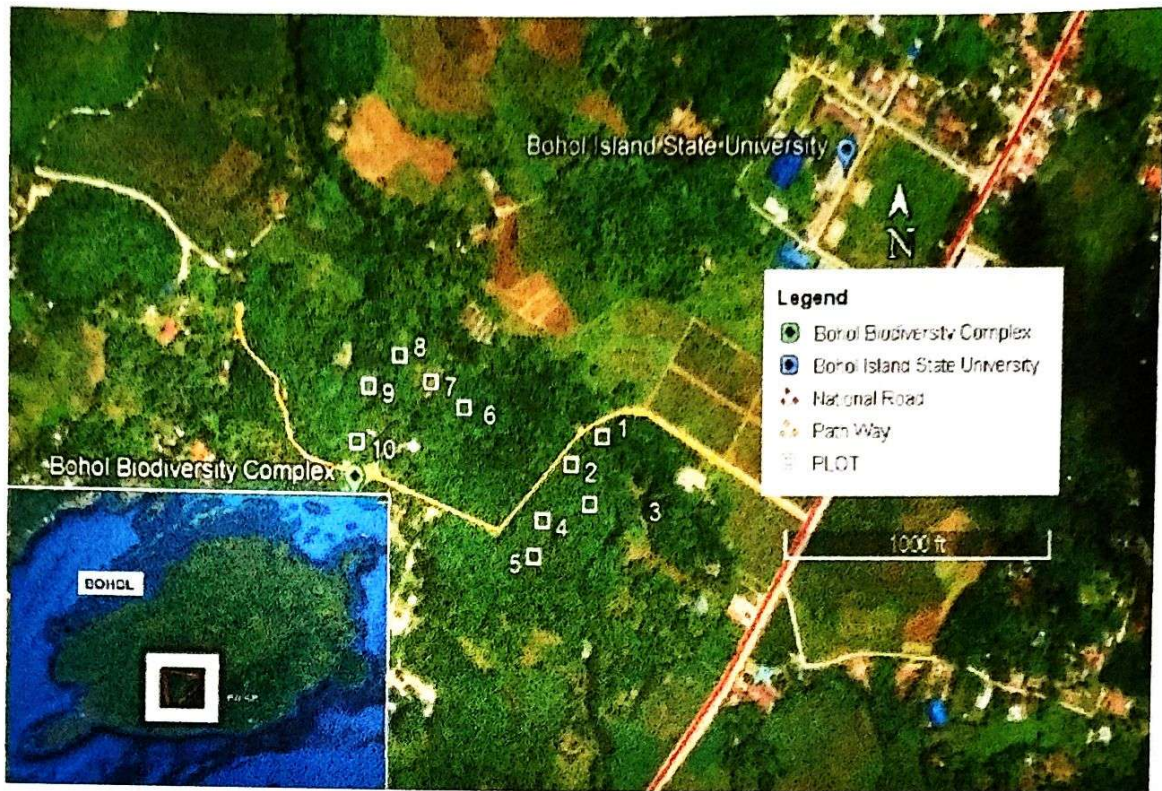 Bohol Island State University
N
Legend
Bohol Biodiversty Complex
Bohol Island State University
National Road
Path Way
PLOT
8
9
7
6
10
1
2
3
4
5
Bohol Biodiversity Complex
1000 ft
BOHOL